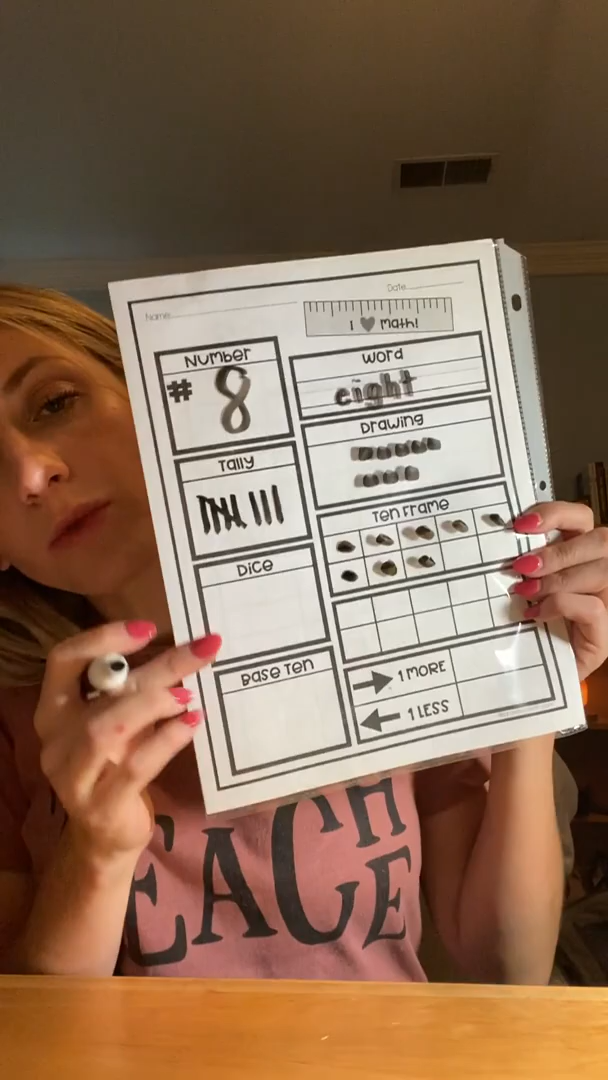 Name
Date
I ♥ Math!
Number
# 8
Word
eight
Tally
Drawing
Ten Frame
Dice
Base Ten
1 MORE
1 LESS
EACH
E